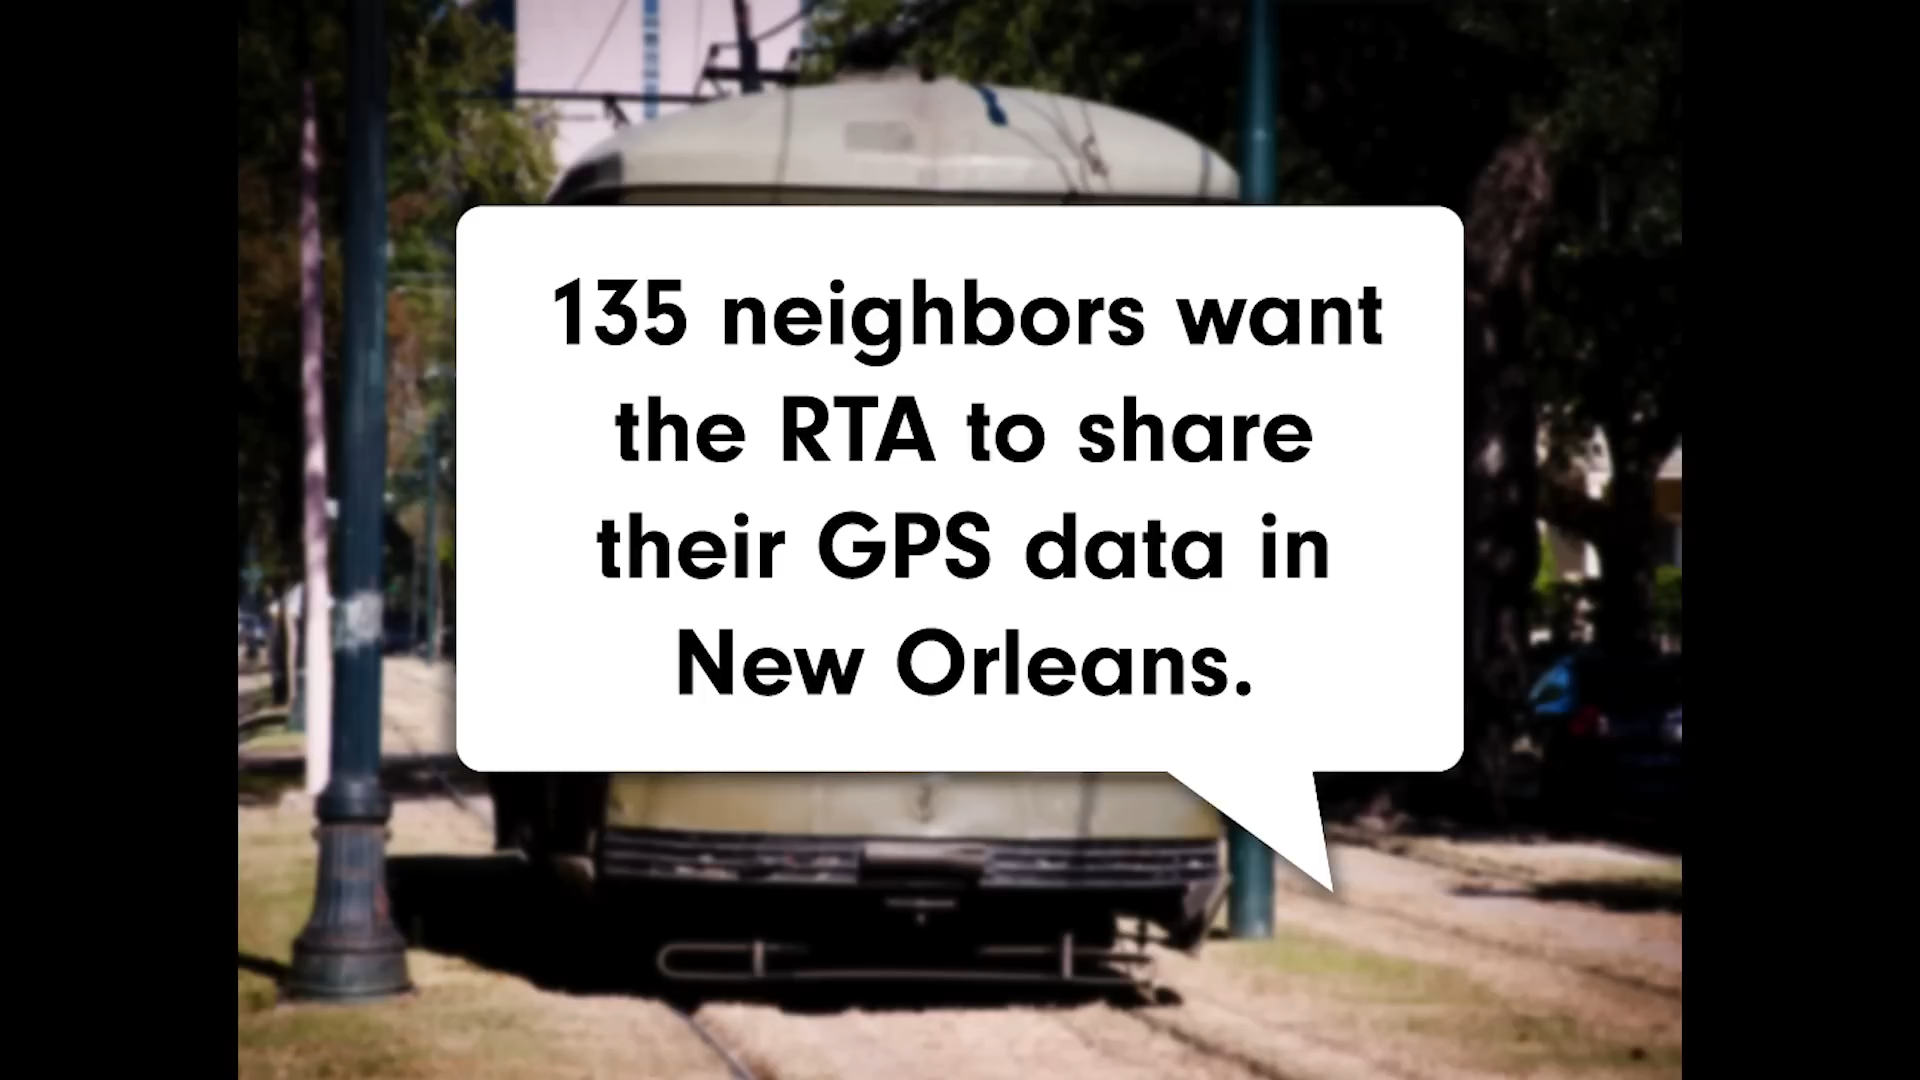 135 neighbors want
the RTA to share
their GPS data in
New Orleans.